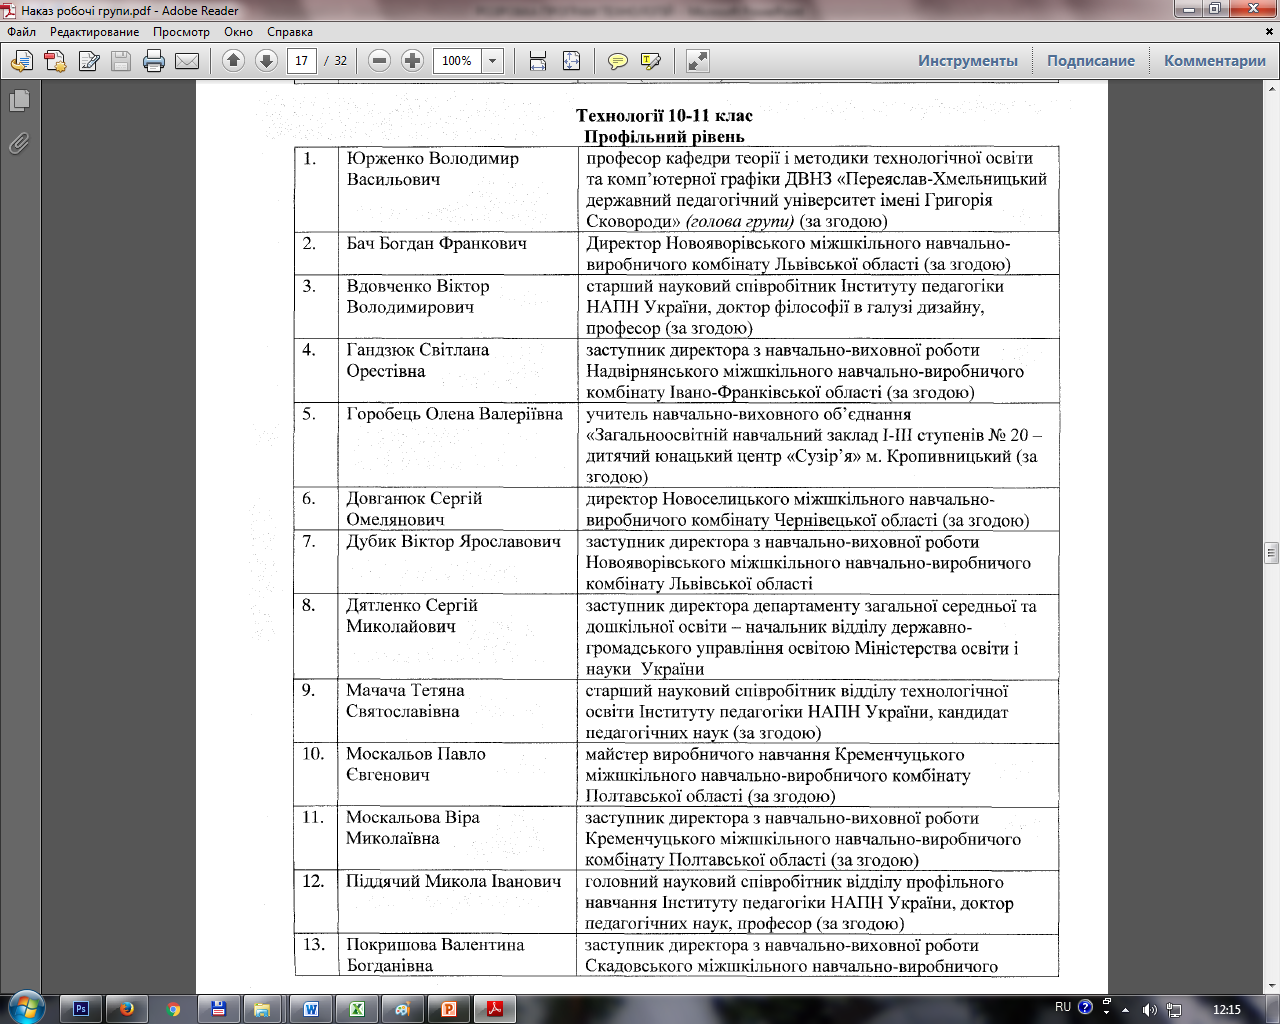 Наказ робочі групи.pdf - Adobe Reader
Файл Редактирование Просмотр Окно Справка
17 / 32 100% Инструменты Подписание Комментарии
Технології 10-11 клас
Профільний рівень
1. Юрженко Володимир професор кафедри теорії і методики технологічної освіти
Васильович та комп’ютерної графіки ДВНЗ «Переяслав-Хмельницький
державний педагогічний університет імені Григорія
Сковороди» (голова групи) (за згодою)
2. Бач Богдан Франкович Директор Новояворівського міжшкільного навчально-
виробничого комбінату Львівської області (за згодою)
3. Вдовченко Віктор старший науковий співробітник Інституту педагогіки
Володимирович НАПН України, доктор філософії в галузі дизайну,
професор (за згодою)
4. Гандзюк Світлана заступник директора з навчально-виховної роботи
Орестівна Надвірнянського міжшкільного навчально-виробничого
комбінату Івано-Франківської області (за згодою)
5. Горобець Олена Валеріївна учитель навчально-виховного об’єднання
«Загальноосвітній навчальний заклад І-ІІІ ступенів № 20 –
дитячий юнацький центр «Сузір’я» м. Кропивницький (за
згодою)
6. Довганюк Сергій директор Новоселицького міжшкільного навчально-
Омелянович виробничого комбінату Чернівецької області (за згодою)
7. Дубик Віктор Ярославович заступник директора з навчально-виховної роботи
Новояворівського міжшкільного навчально-виробничого
комбінату Львівської області
8. Дятленко Сергій заступник директора департаменту загальної середньої та
Миколайович дошкільної освіти – начальник відділу державно-
громадського управління освітою Міністерства освіти і
науки України
9. Мачача Тетяна старший науковий співробітник відділу технологічної
Святославівна освіти Інституту педагогіки НАПН України, кандидат
педагогічних наук (за згодою)
10. Москальов Павло майстер виробничого навчання Кременчуцького
Євгенович міжшкільного навчально-виробничого комбінату
Полтавської області (за згодою)
11. Москальова Віра заступник директора з навчально-виховної роботи
Миколаївна Кременчуцького міжшкільного навчально-виробничого
комбінату Полтавської області (за згодою)
12. Піддячий Микола Іванович головний науковий співробітник відділу профільного
навчання Інституту педагогіки НАПН України, доктор
педагогічних наук, професор (за згодою)
13. Покришова Валентина заступник директора з навчально-виховної роботи
Богданівна Скадовського міжшкільного навчально-виробничого
RU 12:15